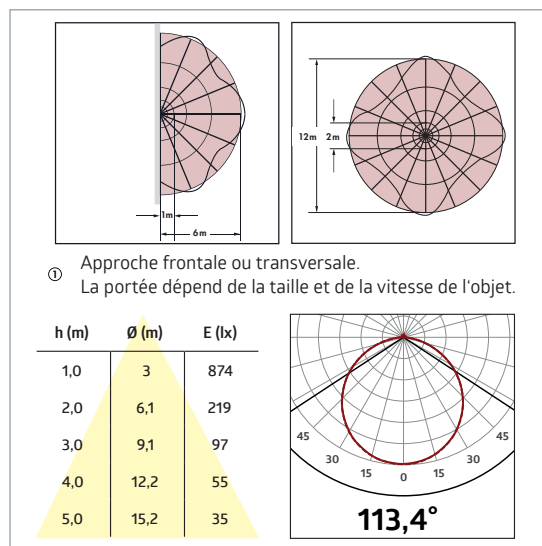 1m
6m
12m
2m
① Approche frontale ou transversale.
La portée dépend de la taille et de la vitesse de l'objet.
h (m) Ø (m) E (lx)
1,0 3 874
2,0 6,1 219
3,0 9,1 97
4,0 12,2 55
5,0 15,2 35
45 30 15 0 15 30 45
113,4°